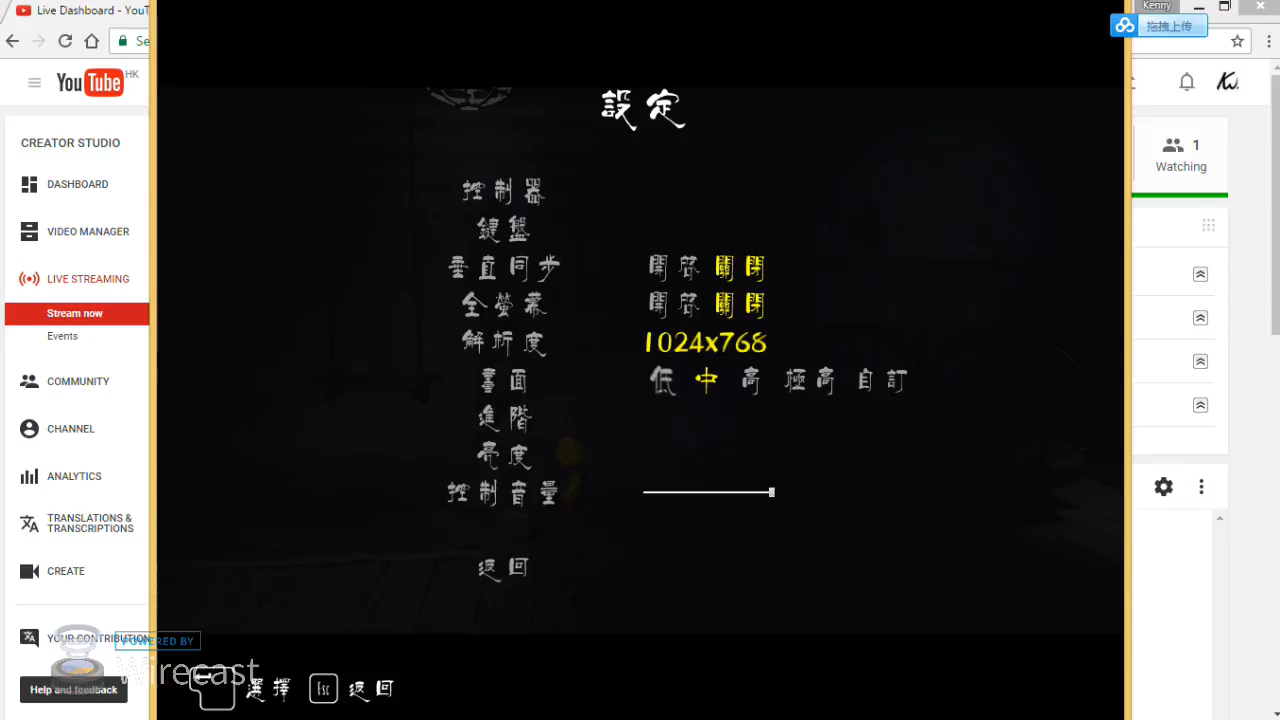 Live Dashboard - YouT
Kenny
拖拽上传
Se
YouTube HK
設定
CREATOR STUDIO
1
Watching
DASHBOARD
控制器
VIDEO MANAGER
鍵盤
LIVE STREAMING
垂直同步 開啓 關閉
Stream now
全螢幕 開啓 關閉
Events
解析度 1024x768
COMMUNITY
畫面 低 中 高 極高 自訂
進階
CHANNEL
亮度
ANALYTICS
控制音量
TRANSLATIONS &
TRANSCRIPTIONS
CREATE
返回
YOUR CONTRIBUTION
POWERED BY
Wirecast
Help and feedback
選擇 Esc 返回